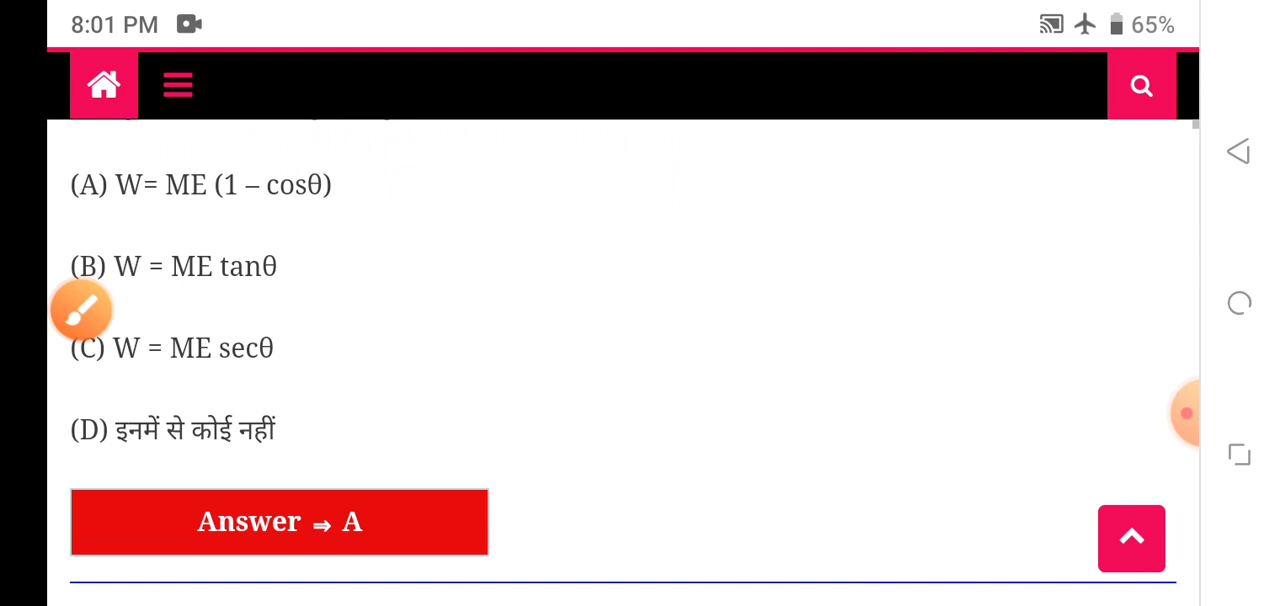 8:01 PM 65%
(A) W= ME (1 – cosθ)
(B) W = ME tanθ
(C) W = ME secθ
(D) इनमें से कोई नहीं
Answer ⇒ A